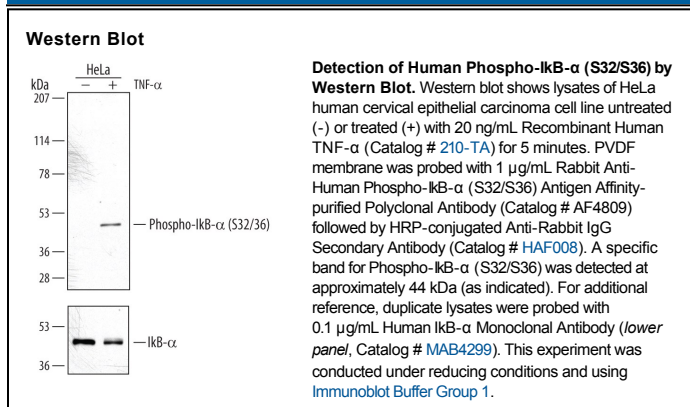 Western Blot
HeLa
kDa − + TNF-α
207
114
78
53
Phospho-IkB-α (S32/36)
36
28
53
IkB-α
36
Detection of Human Phospho-IkB-α (S32/S36) by
Western Blot. Western blot shows lysates of HeLa
human cervical epithelial carcinoma cell line untreated
(-) or treated (+) with 20 ng/mL Recombinant Human
TNF-α (Catalog # 210-TA) for 5 minutes. PVDF
membrane was probed with 1 µg/mL Rabbit Anti-
Human Phospho-IkB-α (S32/S36) Antigen Affinity-
purified Polyclonal Antibody (Catalog # AF4809)
followed by HRP-conjugated Anti-Rabbit IgG
Secondary Antibody (Catalog # HAF008). A specific
band for Phospho-IkB-α (S32/S36) was detected at
approximately 44 kDa (as indicated). For additional
reference, duplicate lysates were probed with
0.1 µg/mL Human IkB-α Monoclonal Antibody (lower
panel, Catalog # MAB4299). This experiment was
conducted under reducing conditions and using
Immunoblot Buffer Group 1.